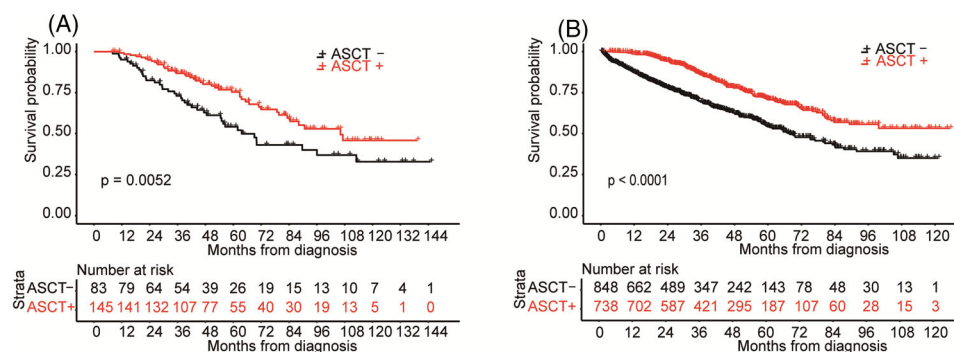 (A)
1.00
0.75
0.50
0.25
0.00
Survival probability
ASCT −
ASCT +
p = 0.0052
0 12 24 36 48 60 72 84 96 108 120 132 144
Months from diagnosis
Number at risk
Strata
ASCT− 83 79 64 54 39 26 19 15 13 10 7 4 1
ASCT+ 145 141 132 107 77 55 40 30 19 13 5 1 0
0 12 24 36 48 60 72 84 96 108 120 132 144
Months from diagnosis
(B)
1.00
0.75
0.50
0.25
0.00
Survival probability
ASCT −
ASCT +
p < 0.0001
0 12 24 36 48 60 72 84 96 108 120
Months from diagnosis
Number at risk
Strata
ASCT− 848 662 489 347 242 143 78 48 30 13 1
ASCT+ 738 702 587 421 295 187 107 60 28 15 3
0 12 24 36 48 60 72 84 96 108 120
Months from diagnosis